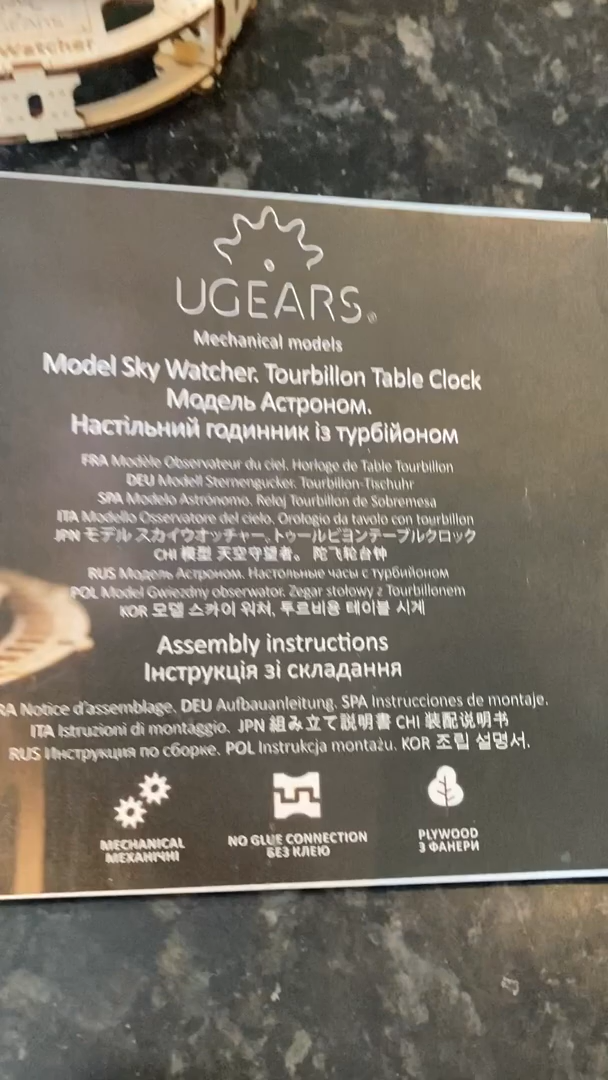 Watcher
UGEARS®
Mechanical models
Model Sky Watcher. Tourbillon Table Clock
Модель Астроном.
Настільний годинник із турбійоном
FRA Modèle Observateur du ciel. Horloge de Table Tourbillon
DEU Modell Sternengucker. Tourbillon-Tischuhr
SPA Modelo Astrónomo. Reloj Tourbillon de Sobremesa
ITA Modello Osservatore del cielo. Orologio da tavolo con tourbillon
JPN モデル スカイウオッチャー、トゥールビヨンテーブルクロック
CHI 模型 天空守望者。 陀飞轮台钟
RUS Модель Астроном. Настольные часы с турбийоном
POL Model Gwiezdny obserwator. Zegar stołowy z Tourbillonem
KOR 모델 스카이 워처, 투르비용 테이블 시계
Assembly instructions
Інструкція зі складання
RA Notice d'assemblage. DEU Aufbauanleitung. SPA Instrucciones de montaje.
ITA Istruzioni di montaggio. JPN 組み立て説明書 CHI 装配说明书
RUS Инструкция по сборке. POL Instrukcja montażu. KOR 조립 설명서.
MECHANICAL
МЕХАНІЧНІ
NO GLUE CONNECTION
БЕЗ КЛЕЮ
PLYWOOD
З ФАНЕРИ